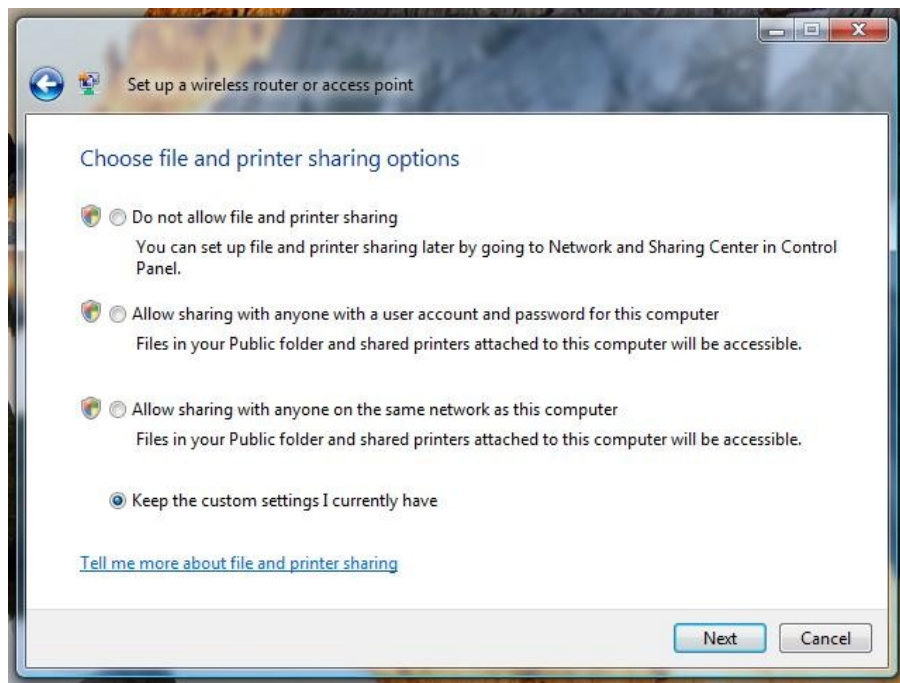 Set up a wireless router or access point
Choose file and printer sharing options
Do not allow file and printer sharing
You can set up file and printer sharing later by going to Network and Sharing Center in Control
Panel.
Allow sharing with anyone with a user account and password for this computer
Files in your Public folder and shared printers attached to this computer will be accessible.
Allow sharing with anyone on the same network as this computer
Files in your Public folder and shared printers attached to this computer will be accessible.
Keep the custom settings I currently have
Tell me more about file and printer sharing
Next Cancel